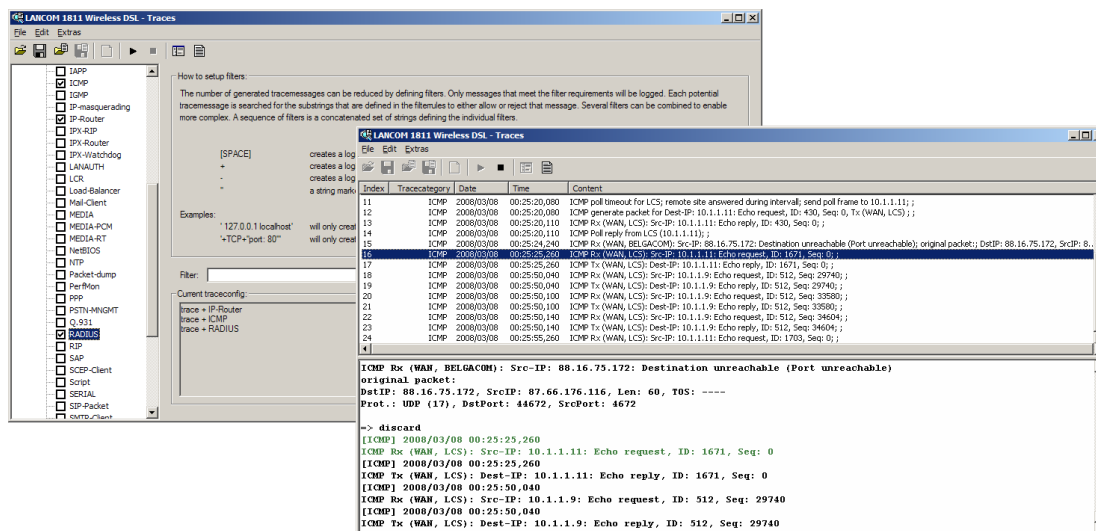 LANCOM 1811 Wireless DSL - Traces
File Edit Extras
IAPP
ICMP
IGMP
IP-masquerading
IP-Router
IPX-RIP
IPX-Router
IPX-Watchdog
LANAUTH
LCR
Load-Balancer
Mail-Client
MEDIA
MEDIA-PCM
MEDIA-RT
NetBIOS
NTP
Packet-dump
PerfMon
PPP
PSTN-MNGMT
Q.931
RADIUS
RIP
SAP
SCEP-Client
Script
SERIAL
SIP-Packet
SMTP-Client
How to setup filters:
The number of generated tracemessages can be reduced by defining filters. Only messages that meet the filter requirements will be logged. Each potential
tracemessage is searched for the substrings that are defined in the filterrules to either allow or reject that message. Several filters can be combined to enable
more complex. A sequence of filters is a concatenated set of strings defining the individual filters.
[SPACE] creates a log
+ creates a log
- creates a log
" a string mark
Examples:
' 127.0.0.1 localhost' will only creat
'+TCP+"port: 80"' will only creat
Filter:
Current traceconfig:
trace + IP-Router
trace + ICMP
trace + RADIUS
LANCOM 1811 Wireless DSL - Traces
File Edit Extras
Index Tracecategory Date Time Content
11 ICMP 2008/03/08 00:25:20,080 ICMP poll timeout for LCS; remote site answered during intervall; send poll frame to 10.1.1.11; ;
12 ICMP 2008/03/08 00:25:20,080 ICMP generate packet for Dest-IP: 10.1.1.11: Echo request, ID: 430, Seq: 0, Tx (WAN, LCS) ; ;
13 ICMP 2008/03/08 00:25:20,110 ICMP Rx (WAN, LCS): Src-IP: 10.1.1.11: Echo reply, ID: 430, Seq: 0; ;
14 ICMP 2008/03/08 00:25:20,110 ICMP Poll reply from LCS (10.1.1.11); ;
15 ICMP 2008/03/08 00:25:24,240 ICMP Rx (WAN, BELGACOM): Src-IP: 88.16.75.172: Destination unreachable (Port unreachable); original packet:; DstIP: 88.16.75.172, SrcIP: 8...
16 ICMP 2008/03/08 00:25:25,260 ICMP Rx (WAN, LCS): Src-IP: 10.1.1.11: Echo request, ID: 1671, Seq: 0; ;
17 ICMP 2008/03/08 00:25:25,260 ICMP Tx (WAN, LCS): Dest-IP: 10.1.1.11: Echo reply, ID: 1671, Seq: 0; ;
18 ICMP 2008/03/08 00:25:50,040 ICMP Rx (WAN, LCS): Src-IP: 10.1.1.9: Echo request, ID: 512, Seq: 29740; ;
19 ICMP 2008/03/08 00:25:50,040 ICMP Tx (WAN, LCS): Dest-IP: 10.1.1.9: Echo reply, ID: 512, Seq: 29740; ;
20 ICMP 2008/03/08 00:25:50,100 ICMP Rx (WAN, LCS): Src-IP: 10.1.1.9: Echo request, ID: 512, Seq: 33580; ;
21 ICMP 2008/03/08 00:25:50,100 ICMP Tx (WAN, LCS): Dest-IP: 10.1.1.9: Echo reply, ID: 512, Seq: 33580; ;
22 ICMP 2008/03/08 00:25:50,140 ICMP Rx (WAN, LCS): Src-IP: 10.1.1.9: Echo request, ID: 512, Seq: 34604; ;
23 ICMP 2008/03/08 00:25:50,140 ICMP Tx (WAN, LCS): Dest-IP: 10.1.1.9: Echo reply, ID: 512, Seq: 34604; ;
24 ICMP 2008/03/08 00:25:55,260 ICMP Rx (WAN, LCS): Src-IP: 10.1.1.11: Echo request, ID: 1703, Seq: 0; ;
ICMP Rx (WAN, BELGACOM): Src-IP: 88.16.75.172: Destination unreachable (Port unreachable)
original packet:
DstIP: 88.16.75.172, SrcIP: 87.66.176.116, Len: 60, TOS: ----
Prot.: UDP (17), DstPort: 44672, SrcPort: 4672
=> discard
[ICMP] 2008/03/08 00:25:25,260
ICMP Rx (WAN, LCS): Src-IP: 10.1.1.11: Echo request, ID: 1671, Seq: 0
[ICMP] 2008/03/08 00:25:25,260
ICMP Tx (WAN, LCS): Dest-IP: 10.1.1.11: Echo reply, ID: 1671, Seq: 0
[ICMP] 2008/03/08 00:25:50,040
ICMP Rx (WAN, LCS): Src-IP: 10.1.1.9: Echo request, ID: 512, Seq: 29740
[ICMP] 2008/03/08 00:25:50,040
ICMP Tx (WAN, LCS): Dest-IP: 10.1.1.9: Echo reply, ID: 512, Seq: 29740